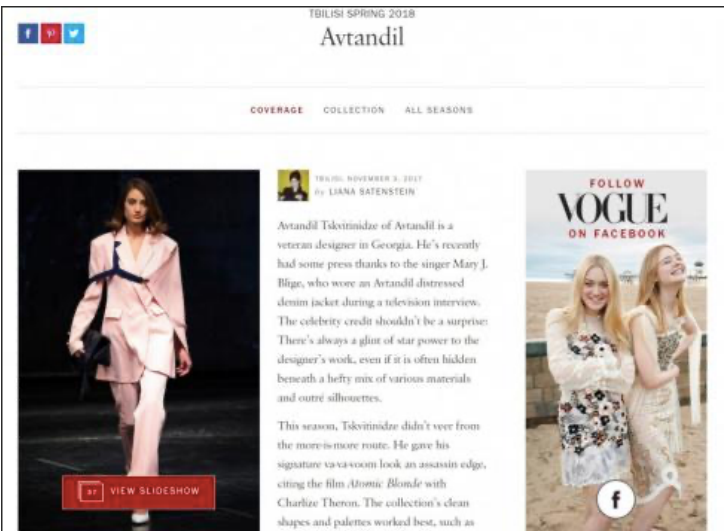 TBILISI SPRING 2018
Avtandil
COVERAGE COLLECTION ALL SEASONS
TBILISI, NOVEMBER 3, 2017
by LIANA SATENSTEIN
Avtandil Tskvitinidze of Avtandil is a
veteran designer in Georgia. He's recently
had some press thanks to the singer Mary J.
Blige, who wore an Avtandil distressed
denim jacket during a television interview.
The celebrity credit shouldn't be a surprise:
There's always a glint of star power to the
designer's work, even if it is often hidden
beneath a hefty mix of various materials
and outré silhouettes.
This season, Tskvitinidze didn't veer from
the more-is-more route. He gave his
signature va-va-voom look an assassin edge,
citing the film Atomic Blonde with
Charlize Theron. The collection's clean
shapes and palettes worked best, such as
37 VIEW SLIDESHOW
FOLLOW
VOGUE
ON FACEBOOK